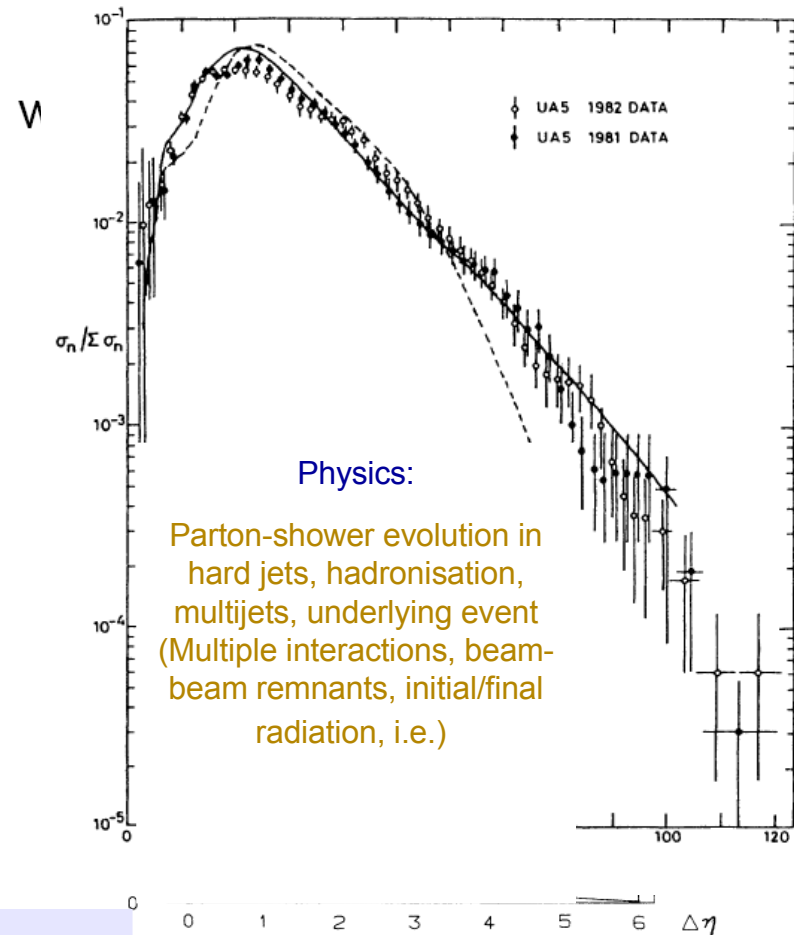 10⁻¹
W
UA5 1982 DATA
UA5 1981 DATA
10⁻²
σₙ/Σ σₙ
10⁻³
Physics:
Parton-shower evolution in
hard jets, hadronisation,
multijets, underlying event
(Multiple interactions, beam-
beam remnants, initial/final
radiation, i.e.)
10⁻⁴
10⁻⁵
0 100 120
0
0 1 2 3 4 5 6 Δη